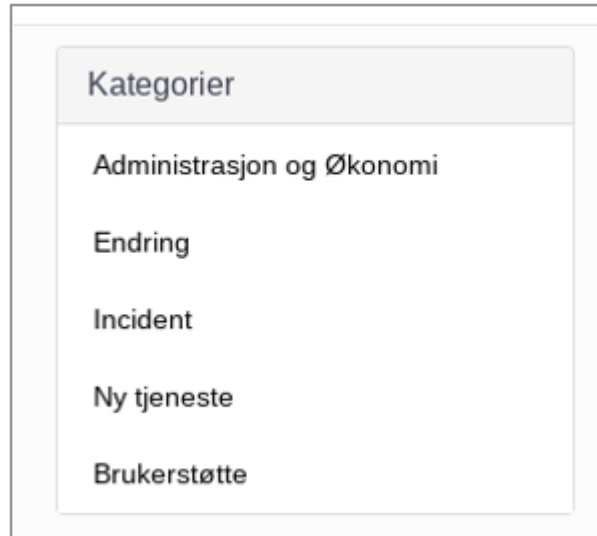 Kategorier
Administrasjon og Økonomi
Endring
Incident
Ny tjeneste
Brukerstøtte